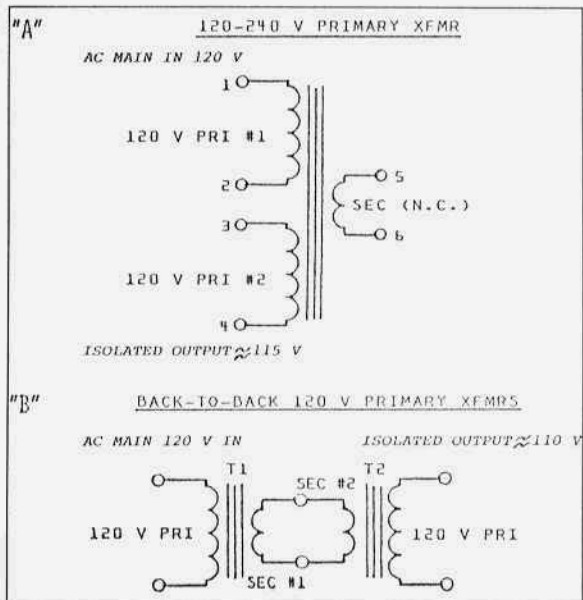 "A"
120-240 V PRIMARY XFMR
AC MAIN IN 120 V
1
120 V PRI #1
2
5
SEC (N.C.)
6
3
120 V PRI #2
4
ISOLATED OUTPUT≈115 V
"B"
BACK-TO-BACK 120 V PRIMARY XFMRS
AC MAIN 120 V IN
ISOLATED OUTPUT≈110 V
T1
T2
SEC #2
120 V PRI
120 V PRI
SEC #1